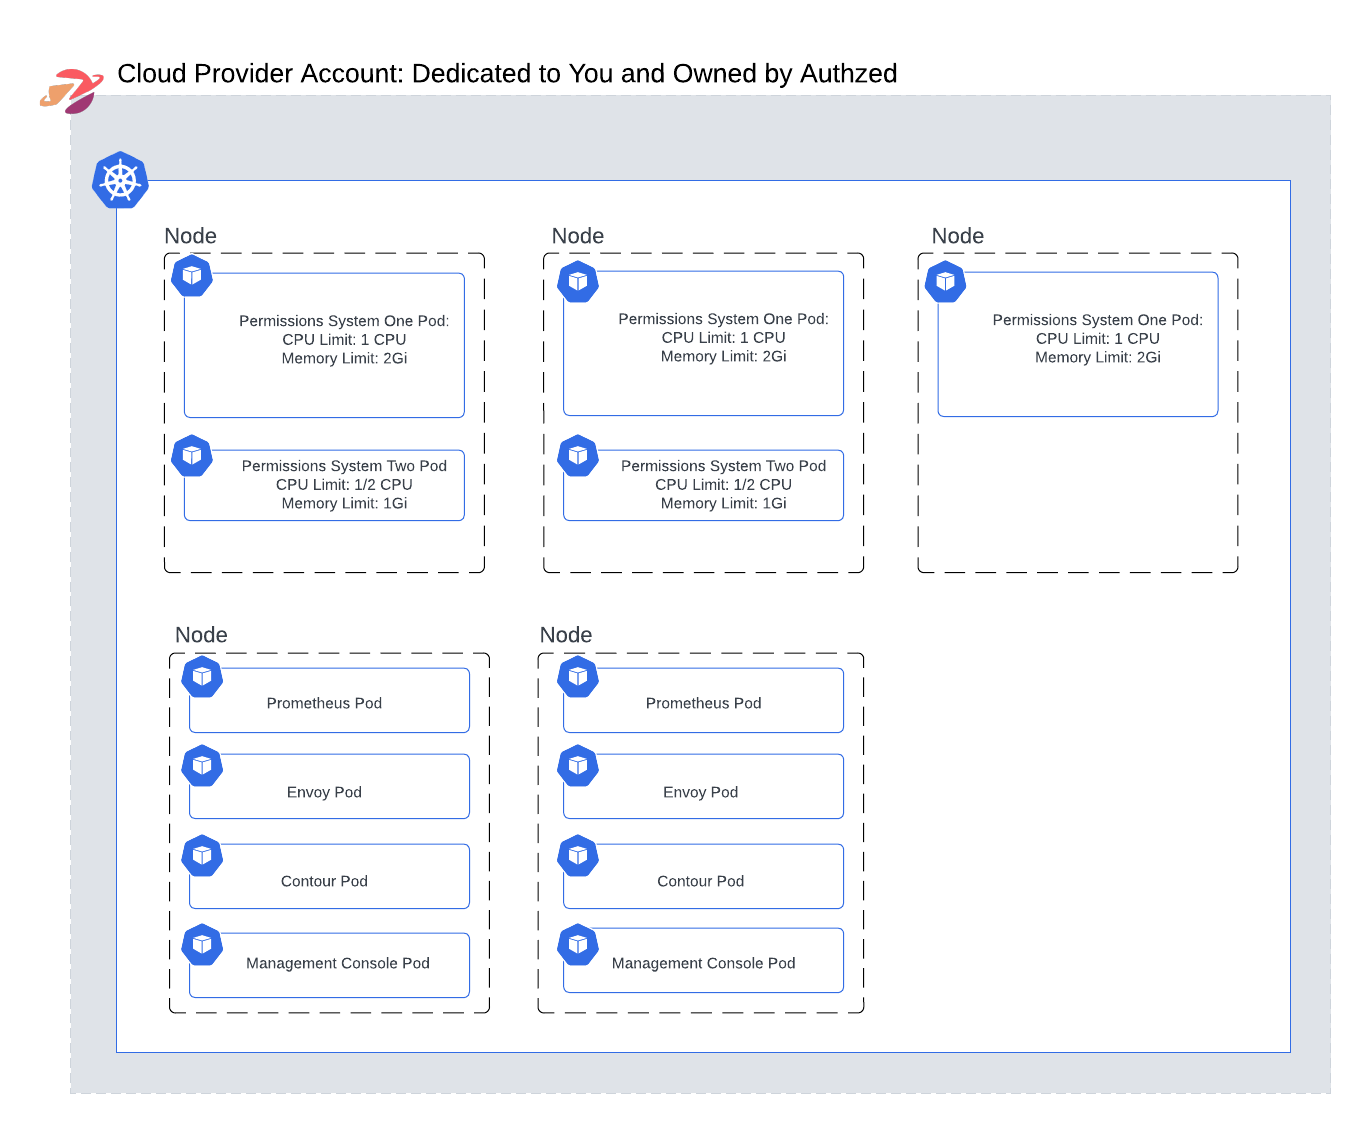 Cloud Provider Account: Dedicated to You and Owned by Authzed
Node
Permissions System One Pod:
CPU Limit: 1 CPU
Memory Limit: 2Gi
Permissions System Two Pod
CPU Limit: 1/2 CPU
Memory Limit: 1Gi
Node
Permissions System One Pod:
CPU Limit: 1 CPU
Memory Limit: 2Gi
Permissions System Two Pod
CPU Limit: 1/2 CPU
Memory Limit: 1Gi
Node
Permissions System One Pod:
CPU Limit: 1 CPU
Memory Limit: 2Gi
Node
Prometheus Pod
Envoy Pod
Contour Pod
Management Console Pod
Node
Prometheus Pod
Envoy Pod
Contour Pod
Management Console Pod